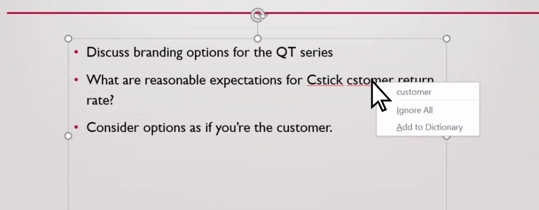 • Discuss branding options for the QT series
• What are reasonable expectations for Cstick cstomer return
rate?
• Consider options as if you're the customer.
customer
Ignore All
Add to Dictionary